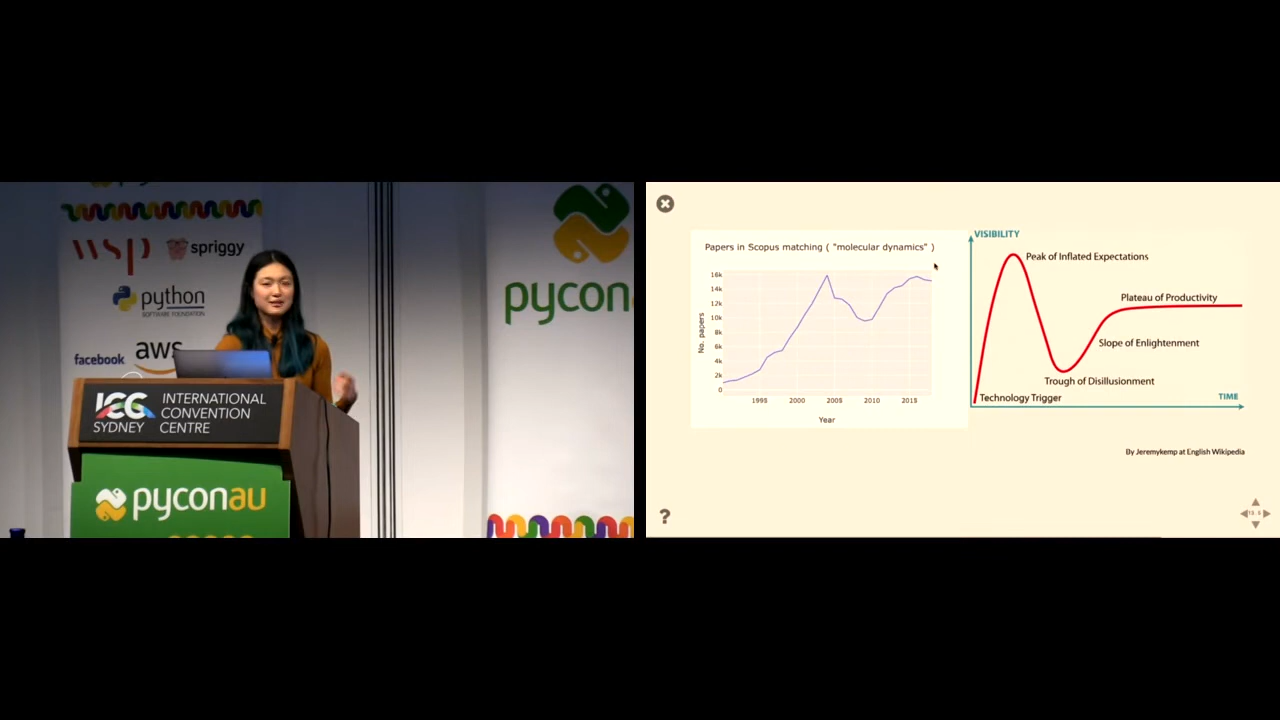 wsp
spriggy
python
SOFTWARE FOUNDATION
facebook
aws
ICC
SYDNEY
INTERNATIONAL
CONVENTION
CENTRE
pyconau
pycon
Papers in Scopus matching ( "molecular dynamics" )
No. papers
16k
14k
12k
10k
8k
6k
4k
2k
0
1995
2000
2005
2010
2015
Year
VISIBILITY
Peak of Inflated Expectations
Plateau of Productivity
Slope of Enlightenment
Trough of Disillusionment
Technology Trigger
TIME
By Jeremykemp at English Wikipedia
?